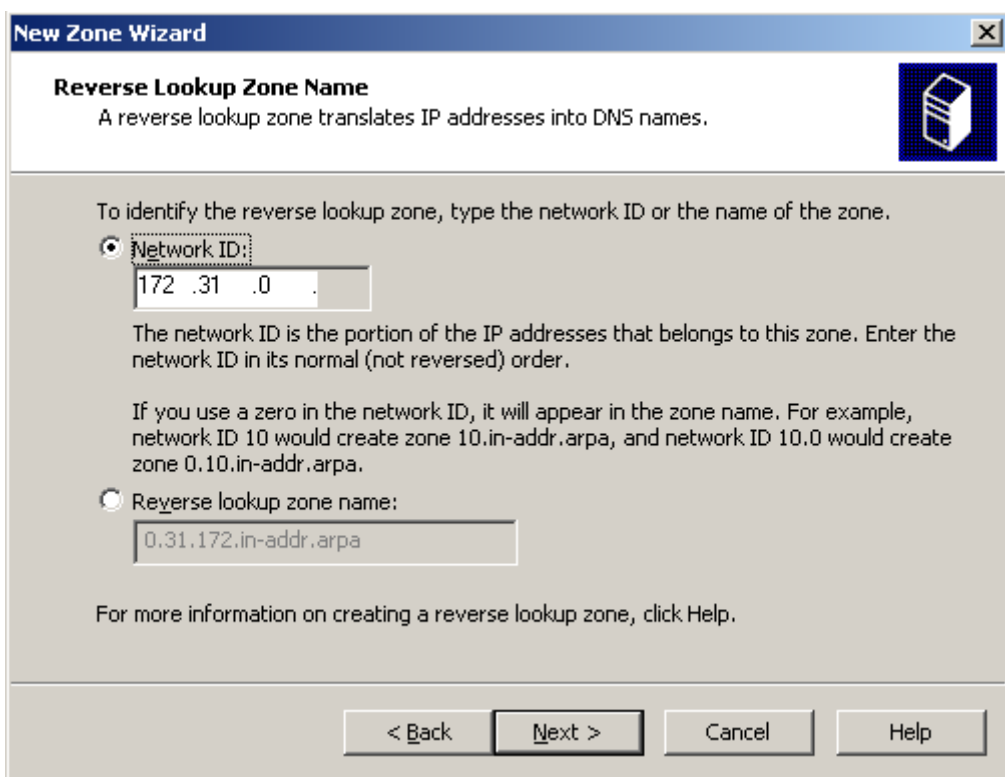 New Zone Wizard
Reverse Lookup Zone Name
A reverse lookup zone translates IP addresses into DNS names.
To identify the reverse lookup zone, type the network ID or the name of the zone.
Network ID:
172 .31 .0 .
The network ID is the portion of the IP addresses that belongs to this zone. Enter the
network ID in its normal (not reversed) order.
If you use a zero in the network ID, it will appear in the zone name. For example,
network ID 10 would create zone 10.in-addr.arpa, and network ID 10.0 would create
zone 0.10.in-addr.arpa.
Reverse lookup zone name:
0.31.172.in-addr.arpa
For more information on creating a reverse lookup zone, click Help.
< Back Next > Cancel Help